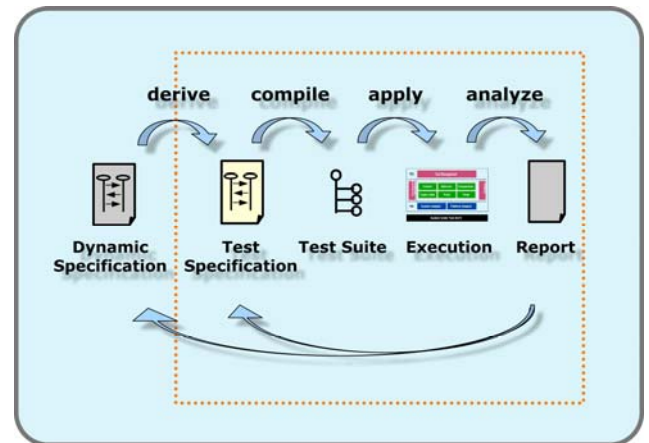 derive compile apply analyze
Dynamic Specification
Test Specification
Test Suite
Execution
Report